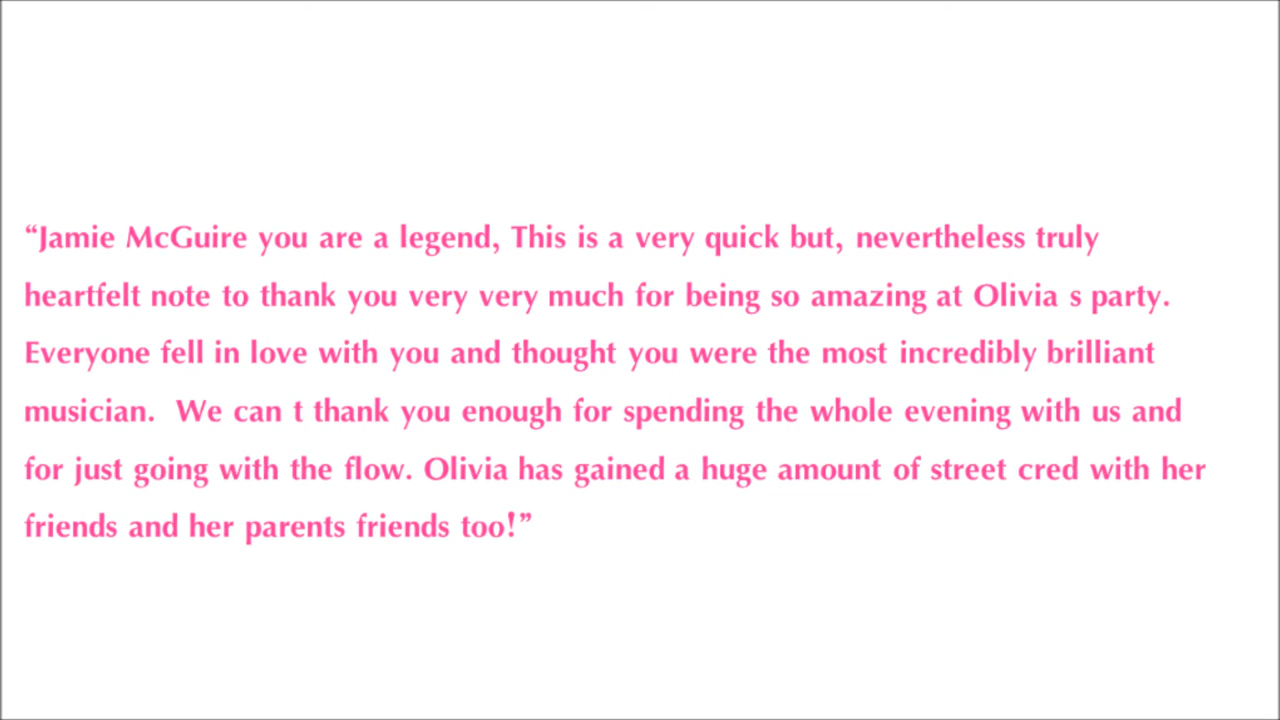 “Jamie McGuire you are a legend, This is a very quick but, nevertheless truly
heartfelt note to thank you very very much for being so amazing at Olivia s party.
Everyone fell in love with you and thought you were the most incredibly brilliant
musician.  We can t thank you enough for spending the whole evening with us and
for just going with the flow. Olivia has gained a huge amount of street cred with her
friends and her parents friends too!”